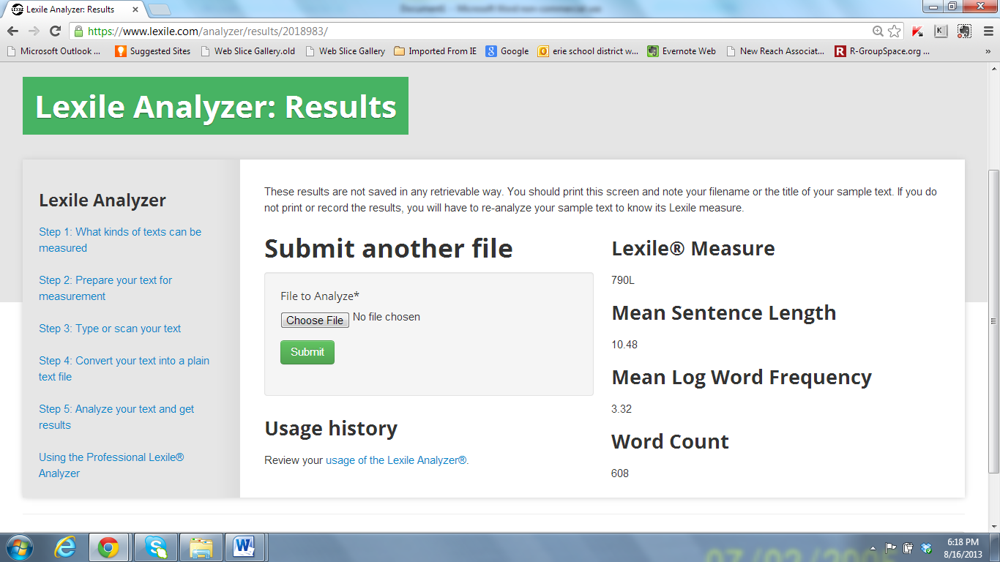 Lexile Analyzer: Results
https://www.lexile.com/analyzer/results/2018983/
Microsoft Outlook ... Suggested Sites Web Slice Gallery.old Web Slice Gallery Imported From IE Google erie school district w... Evernote Web New Reach Associat... R-GroupSpace.org ... »
Lexile Analyzer: Results
Lexile Analyzer
Step 1: What kinds of texts can be
measured
Step 2: Prepare your text for
measurement
Step 3: Type or scan your text
Step 4: Convert your text into a plain
text file
Step 5: Analyze your text and get
results
Using the Professional Lexile®
Analyzer
These results are not saved in any retrievable way. You should print this screen and note your filename or the title of your sample text. If you do
not print or record the results, you will have to re-analyze your sample text to know its Lexile measure.
Submit another file
File to Analyze*
Choose File No file chosen
Submit
Usage history
Review your usage of the Lexile Analyzer®.
Lexile® Measure
790L
Mean Sentence Length
10.48
Mean Log Word Frequency
3.32
Word Count
608
6:18 PM
8/16/2013